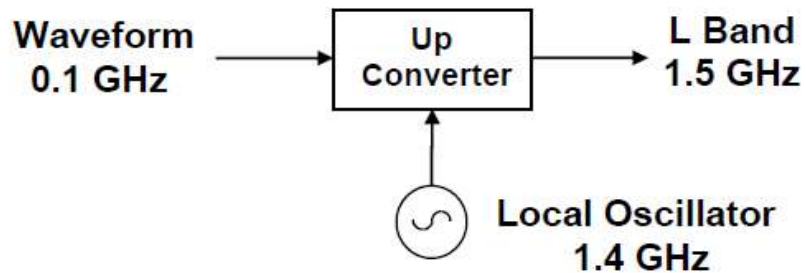 Waveform
0.1 GHz
Up
Converter
L Band
1.5 GHz
Local Oscillator
1.4 GHz